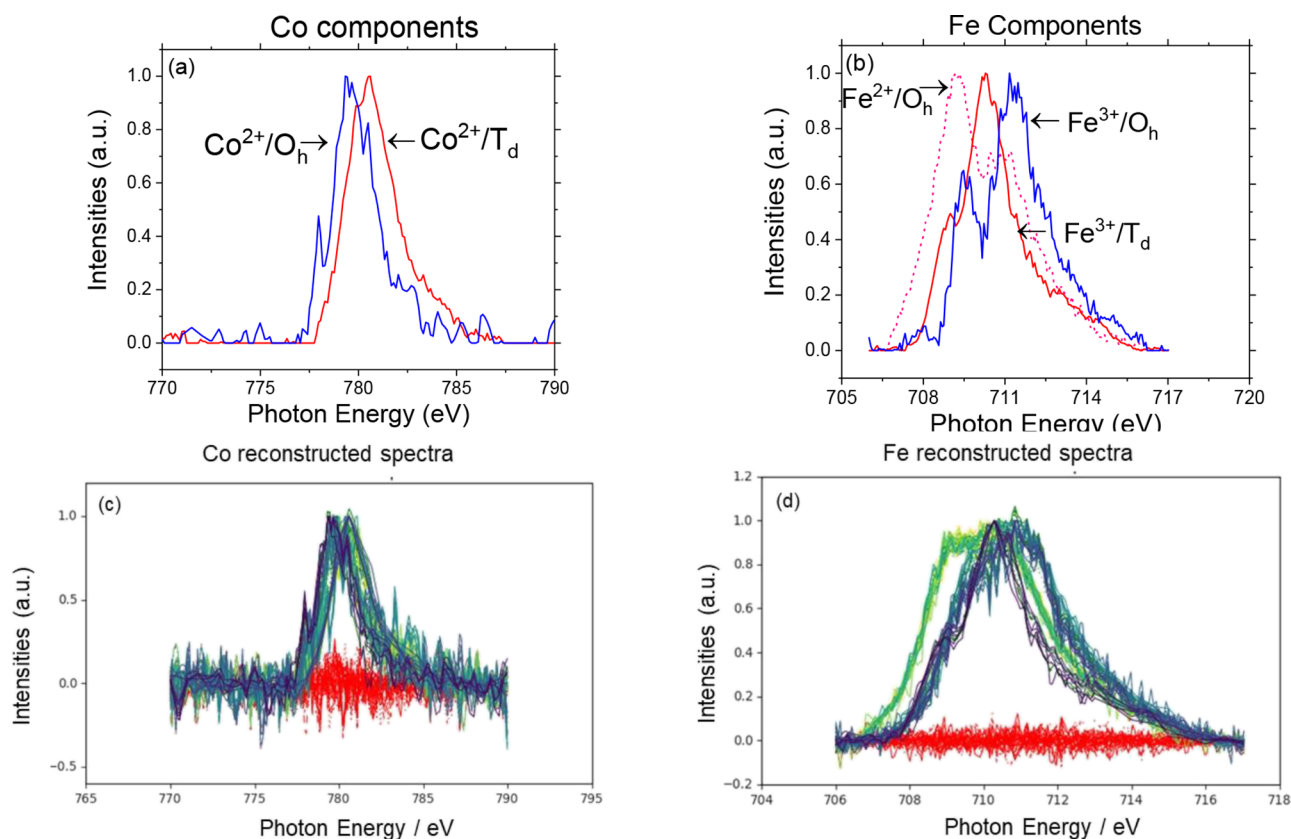 Co components
(a)
Co²⁺/Oₕ
Co²⁺/T_d
Intensities (a.u.)
1.0
0.8
0.6
0.4
0.2
0.0
770
775
780
785
790
Photon Energy (eV)
Fe Components
(b)
Fe²⁺/Oₕ
Fe³⁺/Oₕ
Fe³⁺/T_d
Intensities (a.u.)
1.0
0.8
0.6
0.4
0.2
0.0
705
708
711
714
717
720
Photon Energy (eV)
Co reconstructed spectra
(c)
Intensities (a.u.)
1.0
0.5
0.0
−0.5
765
770
775
780
785
790
795
Photon Energy / eV
Fe reconstructed spectra
(d)
Intensities (a.u.)
1.2
1.0
0.8
0.6
0.4
0.2
0.0
−0.2
704
706
708
710
712
714
716
718
Photon Energy / eV